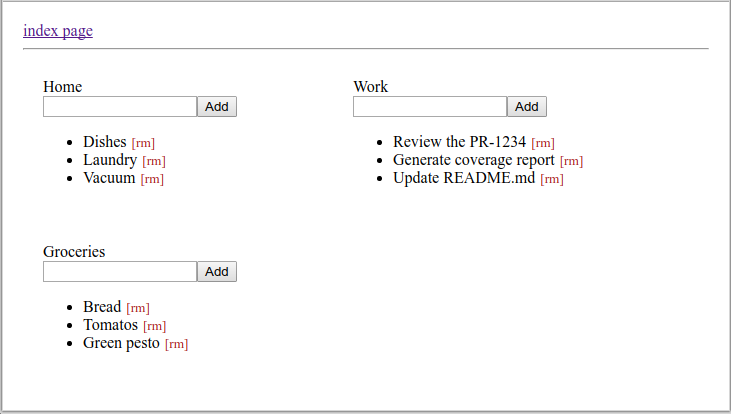 index page
Home
Add
Dishes [rm]
Laundry [rm]
Vacuum [rm]
Work
Add
Review the PR-1234 [rm]
Generate coverage report [rm]
Update README.md [rm]
Groceries
Add
Bread [rm]
Tomatos [rm]
Green pesto [rm]